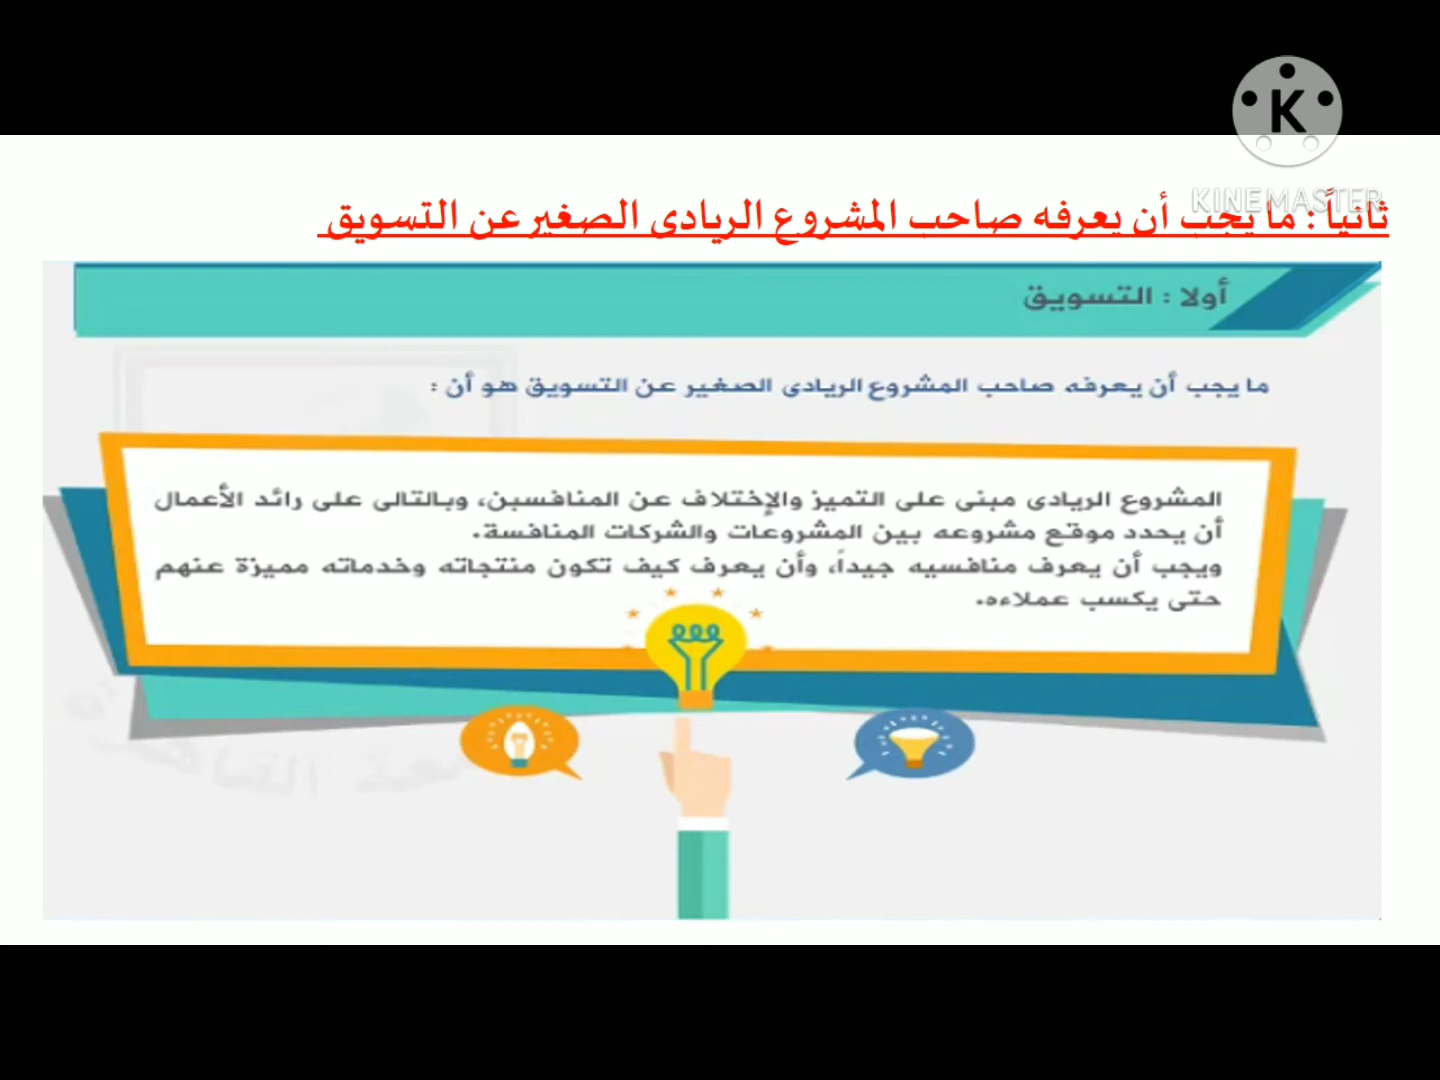 K
KINEMASTER
ثانياً : ما يجب أن يعرفه صاحب المشروع الريادى الصغير عن التسويق
أولا : التسويق
ما يجب أن يعرفه صاحب المشروع الريادى الصغير عن التسويق هو أن :
المشروع الريادى مبنى على التميز والإختلاف عن المنافسين، وبالتالى على رائد الأعمال
أن يحدد موقع مشروعه بين المشروعات والشركات المنافسة.
ويجب أن يعرف منافسيه جيداً، وأن يعرف كيف تكون منتجاته وخدماته مميزة عنهم
حتى يكسب عملاءه.